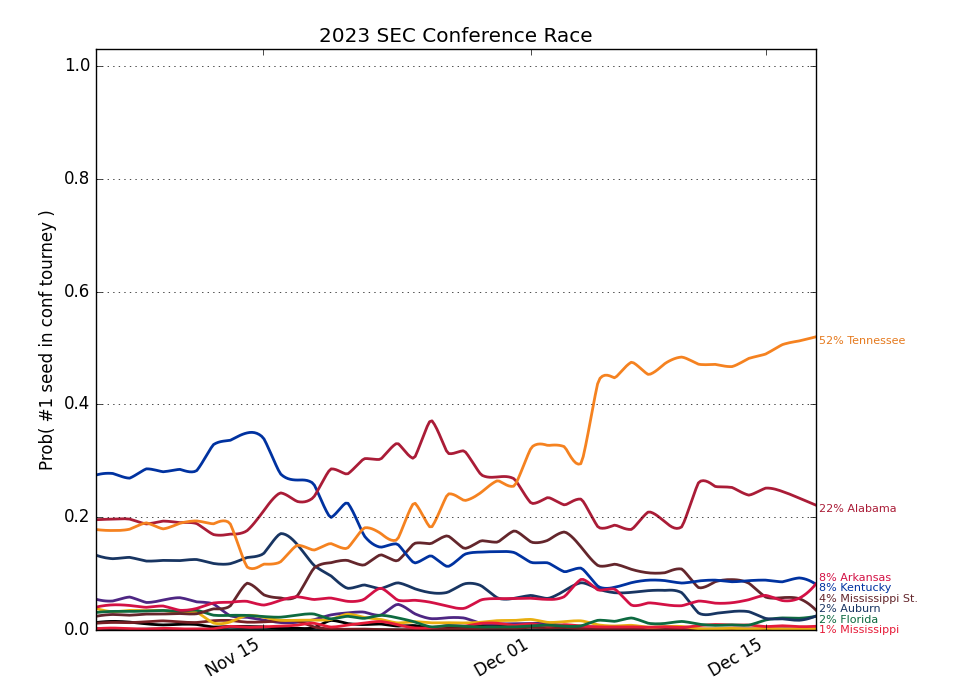 2023 SEC Conference Race
Prob( #1 seed in conf tourney )
1.0
0.8
0.6
0.4
0.2
0.0
Nov 15
Dec 01
Dec 15
52% Tennessee
22% Alabama
8% Arkansas
8% Kentucky
4% Mississippi St.
2% Auburn
2% Florida
1% Mississippi